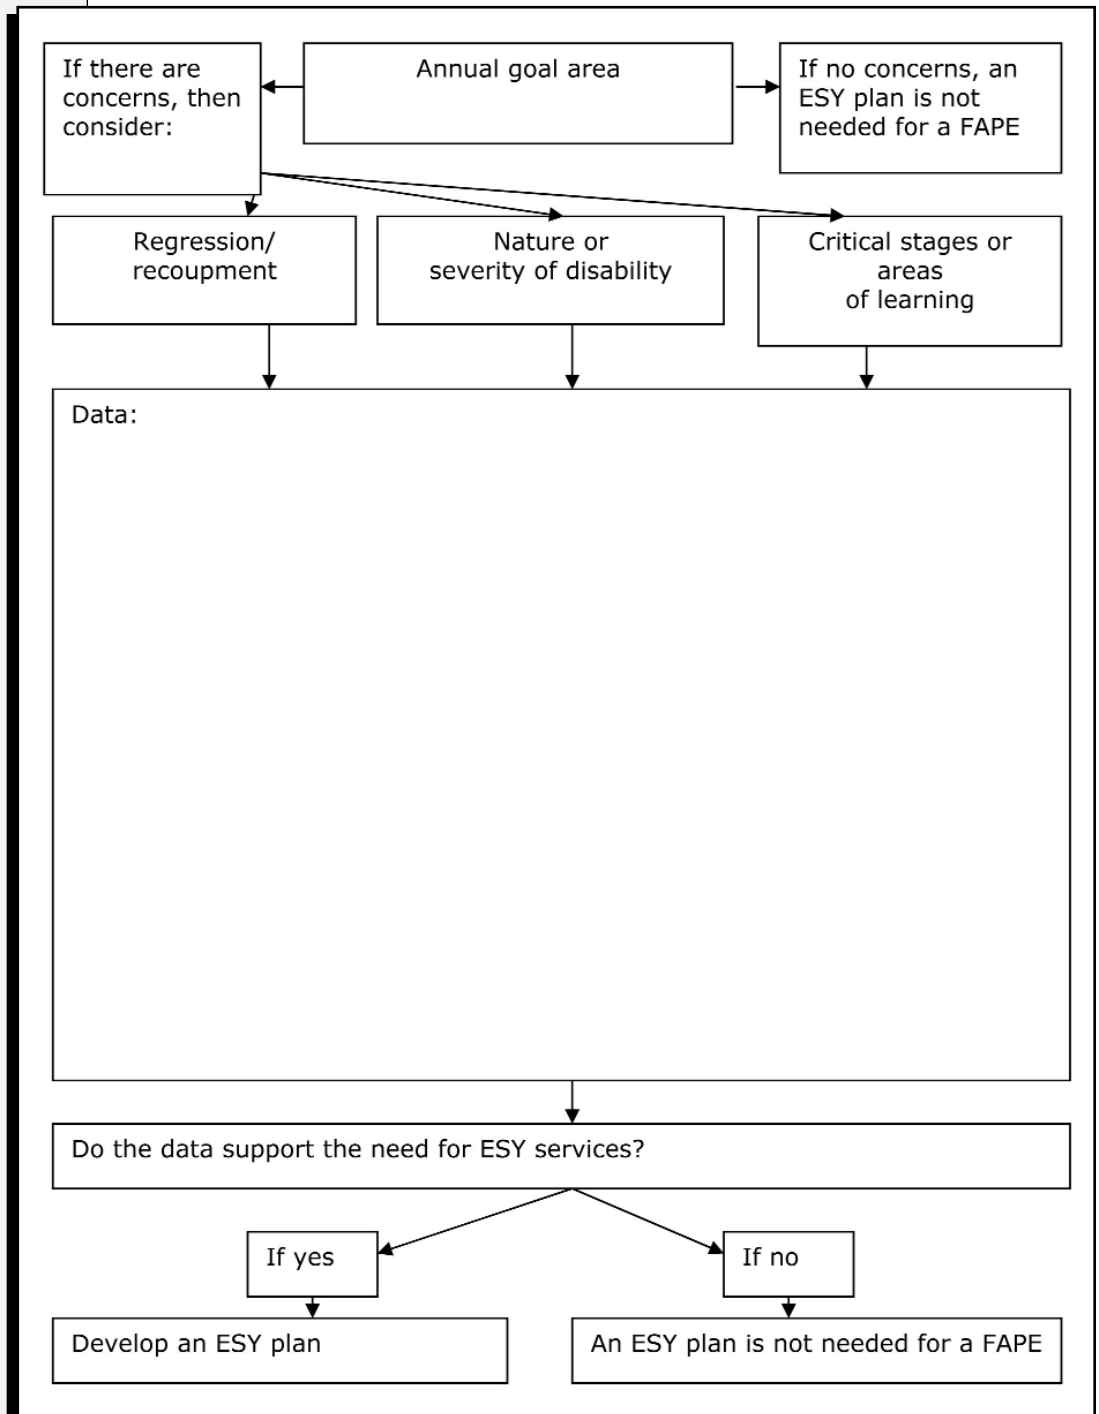 If there are
concerns, then
consider:
Annual goal area
If no concerns, an
ESY plan is not
needed for a FAPE
Regression/
recoupment
Nature or
severity of disability
Critical stages or
areas
of learning
Data:
Do the data support the need for ESY services?
If yes
If no
Develop an ESY plan
An ESY plan is not needed for a FAPE